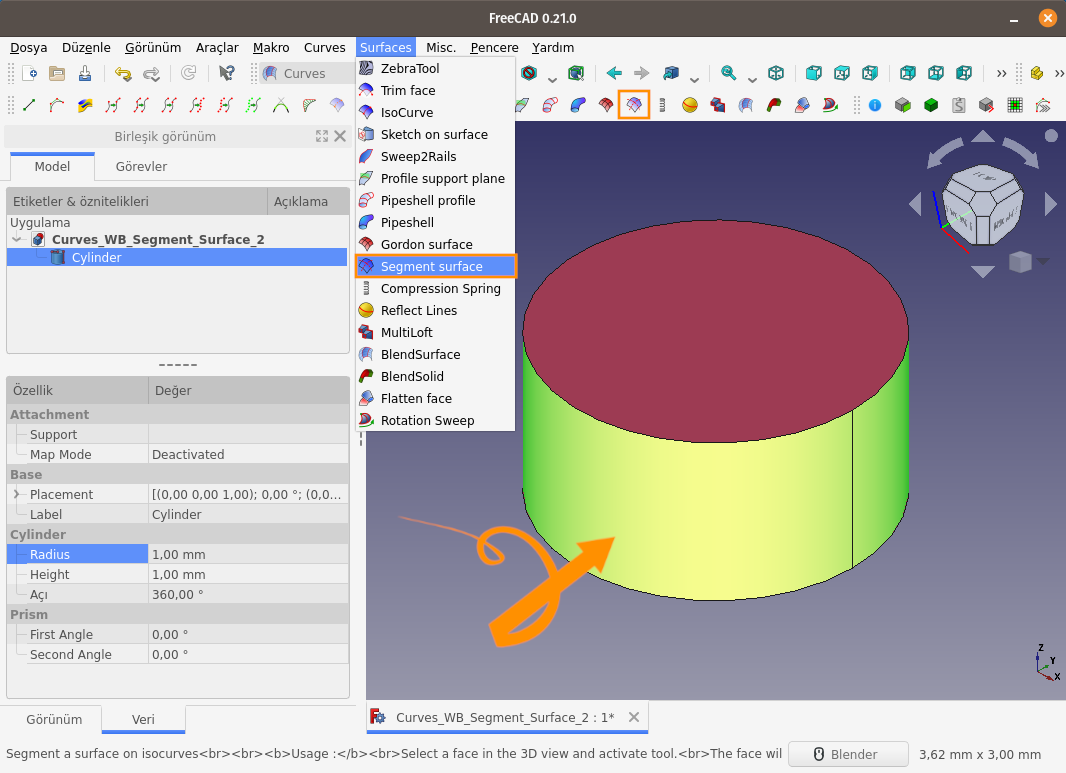 FreeCAD 0.21.0
Dosya Düzenle Görünüm Araçlar Makro Curves Surfaces Misc. Pencere Yardım
Curves
ZebraTool
Trim face
IsoCurve
Sketch on surface
Sweep2Rails
Profile support plane
Pipeshell profile
Pipeshell
Gordon surface
Segment surface
Compression Spring
Reflect Lines
MultiLoft
BlendSurface
BlendSolid
Flatten face
Rotation Sweep
Birleşik görünüm
Model Görevler
Etiketler & öznitelikleri Açıklama
Uygulama
Curves_WB_Segment_Surface_2
Cylinder
Özellik Değer
Attachment
Support
Map Mode Deactivated
Base
Placement [(0,00 0,00 1,00); 0,00 °; (0,0...
Label Cylinder
Cylinder
Radius 1,00 mm
Height 1,00 mm
Açı 360,00 °
Prism
First Angle 0,00 °
Second Angle 0,00 °
Z
Y
X
Görünüm Veri
Curves_WB_Segment_Surface_2 : 1*
Segment a surface on isocurves<br><br><b>Usage :</b><br>Select a face in the 3D view and activate tool.<br>The face wil
Blender
3,62 mm x 3,00 mm